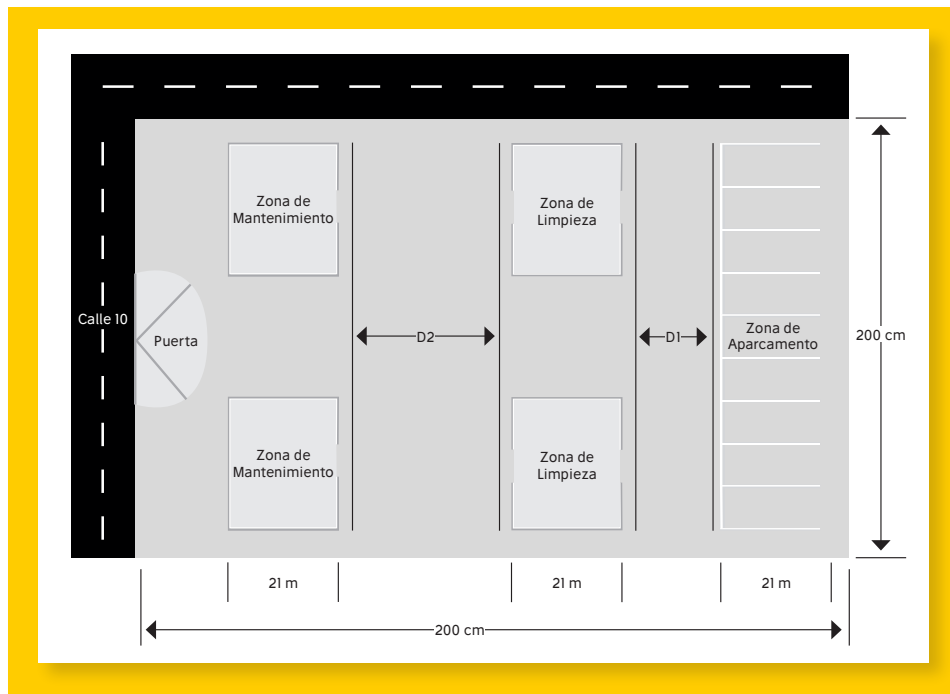 Zona de
Mantenimiento
Zona de
Limpieza
Calle 10
Puerta
D2
D1
Zona de
Aparcamento
200 cm
Zona de
Mantenimiento
Zona de
Limpieza
21 m
21 m
21 m
200 cm